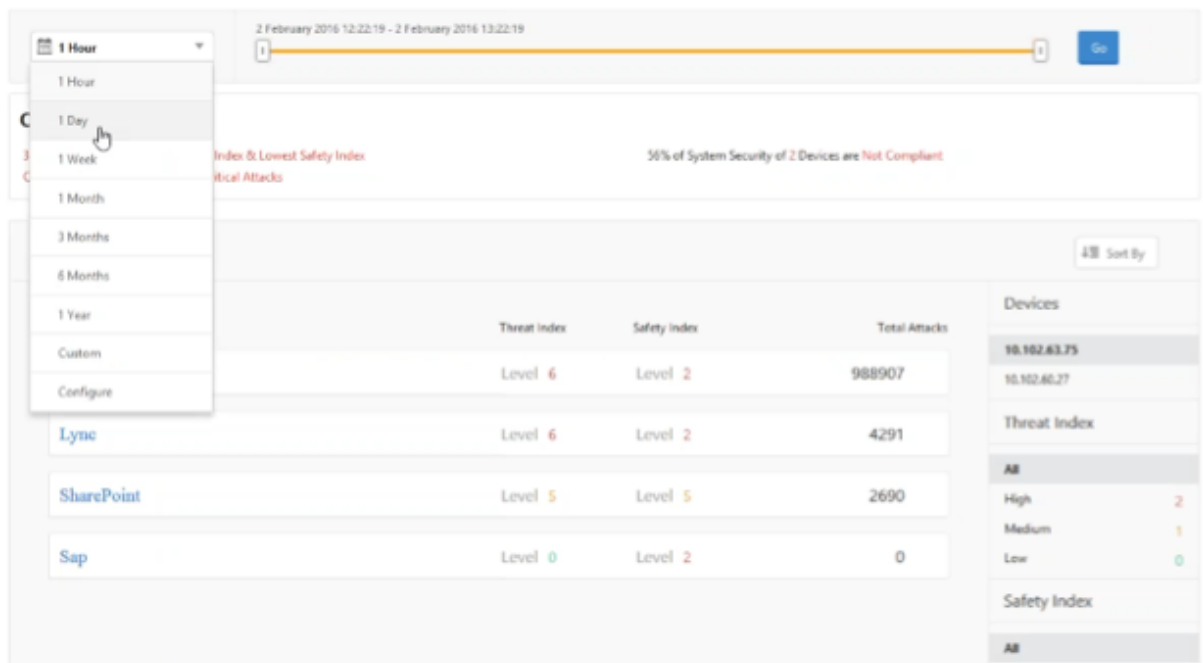 2 February 2016 12:22:19 - 2 February 2016 13:22:19
1 Hour
Go
1 Hour
1 Day
1 Week
1 Month
3 Months
6 Months
1 Year
Custom
Configure
Index & Lowest Safety Index
56% of System Security of 2 Devices are Not Compliant
Attacks
Sort By
Threat Index Safety Index Total Attacks
Level 6 Level 2 988907
Lync Level 6 Level 2 4291
SharePoint Level 5 Level 5 2690
Sap Level 0 Level 2 0
Devices
10.102.63.75
10.102.60.27
Threat Index
All
High 2
Medium 1
Low 0
Safety Index
All